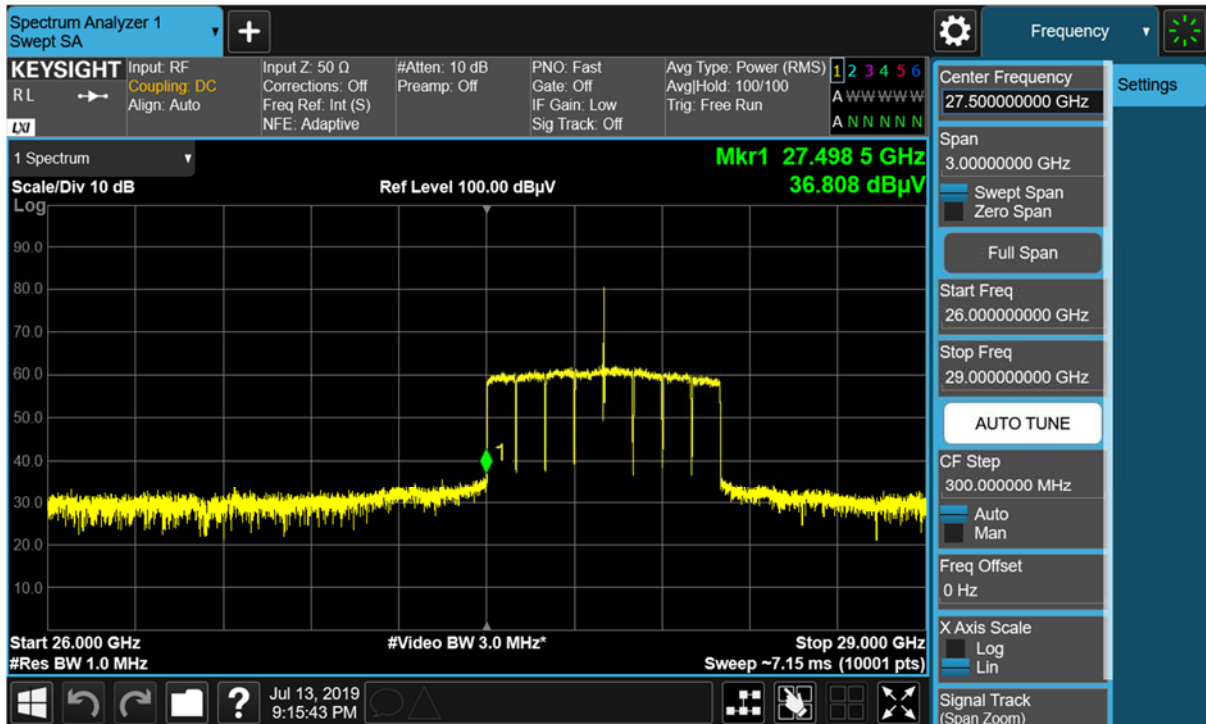 Spectrum Analyzer 1
Swept SA
Frequency
KEYSIGHT
RL
LXI
Input: RF
Coupling: DC
Align: Auto
Input Z: 50 Ω
Corrections: Off
Freq Ref: Int (S)
NFE: Adaptive
#Atten: 10 dB
Preamp: Off
PNO: Fast
Gate: Off
IF Gain: Low
Sig Track: Off
Avg Type: Power (RMS)
Avg|Hold: 100/100
Trig: Free Run
1 2 3 4 5 6
A W W W W W
A N N N N N
1 Spectrum
Mkr1 27.498 5 GHz
Scale/Div 10 dB
Ref Level 100.00 dBµV
36.808 dBµV
Log
90.0
80.0
70.0
60.0
50.0
40.0
30.0
20.0
10.0
1
Start 26.000 GHz
#Video BW 3.0 MHz*
Stop 29.000 GHz
#Res BW 1.0 MHz
Sweep ~7.15 ms (10001 pts)
Jul 13, 2019
9:15:43 PM
?
Center Frequency
27.500000000 GHz
Settings
Span
3.00000000 GHz
Swept Span
Zero Span
Full Span
Start Freq
26.000000000 GHz
Stop Freq
29.000000000 GHz
AUTO TUNE
CF Step
300.000000 MHz
Auto
Man
Freq Offset
0 Hz
X Axis Scale
Log
Lin
Signal Track
(Span Zoom)